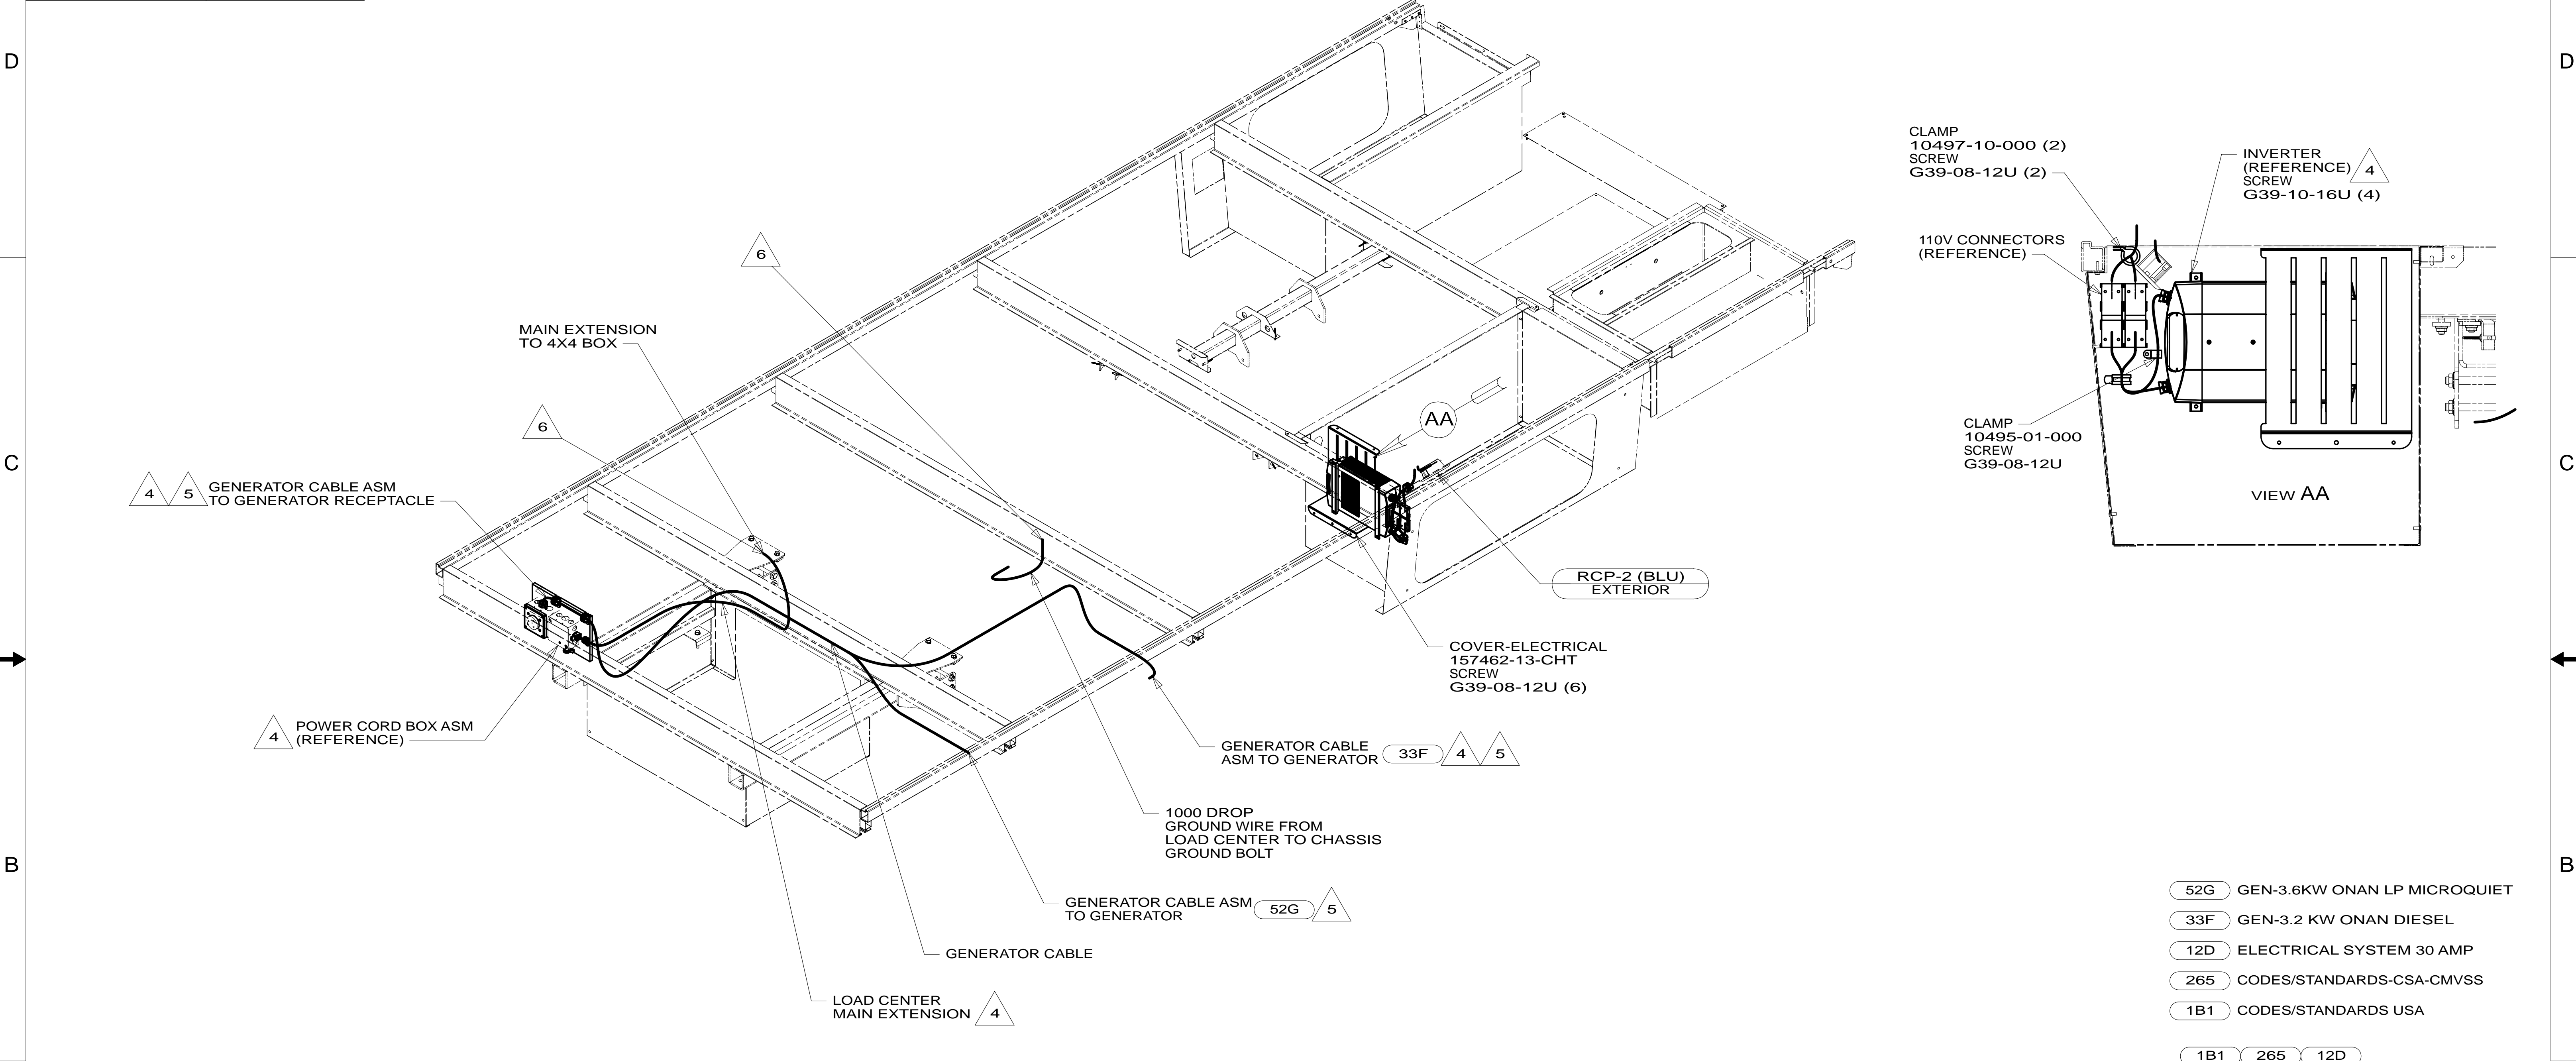 D
D
CLAMP
10497-10-000 (2)
SCREW
G39-08-12U (2)
INVERTER
(REFERENCE)
4
SCREW
G39-10-16U (4)
110V CONNECTORS
(REFERENCE)
6
MAIN EXTENSION
TO 4X4 BOX
6
AA
CLAMP
10495-01-000
SCREW
G39-08-12U
VIEW AA
C
C
4
5
GENERATOR CABLE ASM
TO GENERATOR RECEPTACLE
RCP-2 (BLU)
EXTERIOR
COVER-ELECTRICAL
157462-13-CHT
SCREW
G39-08-12U (6)
4
POWER CORD BOX ASM
(REFERENCE)
GENERATOR CABLE
ASM TO GENERATOR
33F
4
5
1000 DROP
GROUND WIRE FROM
LOAD CENTER TO CHASSIS
GROUND BOLT
B
B
GENERATOR CABLE ASM
TO GENERATOR
52G
5
GENERATOR CABLE
LOAD CENTER
MAIN EXTENSION
4
52G GEN-3.6KW ONAN LP MICROQUIET
33F GEN-3.2 KW ONAN DIESEL
12D ELECTRICAL SYSTEM 30 AMP
265 CODES/STANDARDS-CSA-CMVSS
1B1 CODES/STANDARDS USA
1B1 265 12D